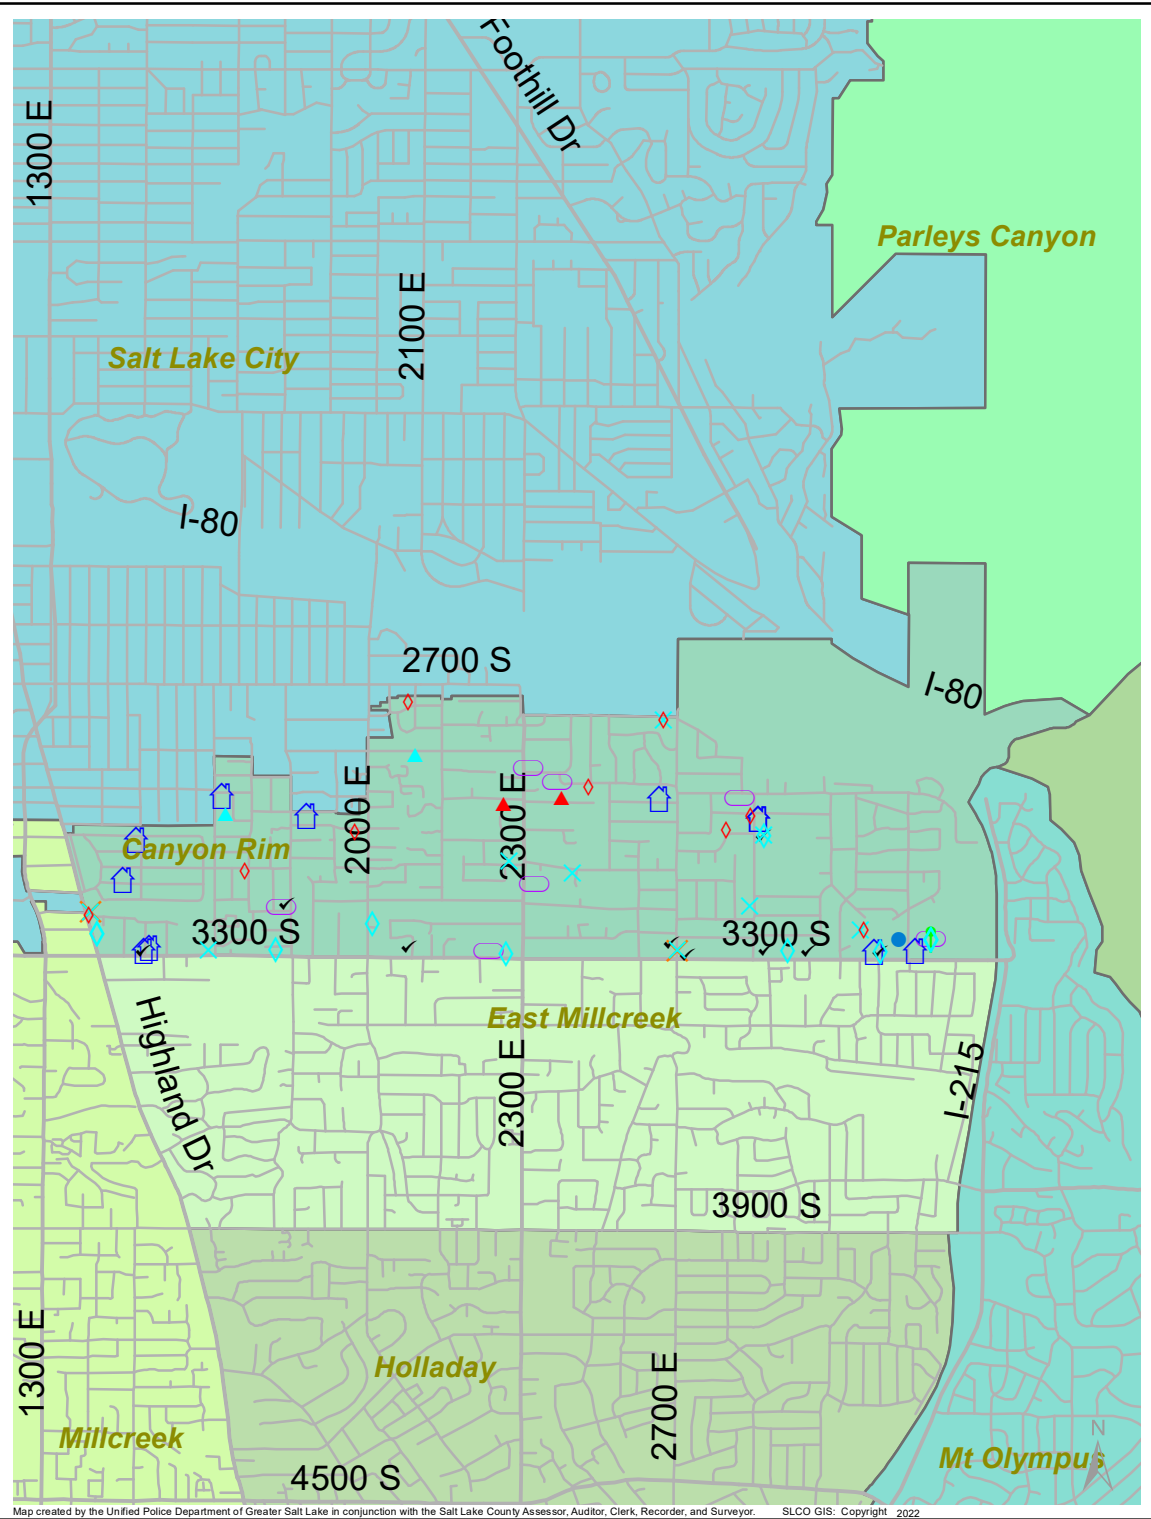 Foothill Dr
1300 E
Parleys Canyon
2100 E
Salt Lake City
I-80
2700 S
I-80
2000 E
2300 E
Canyon Rim
3300 S
3300 S
East Millcreek
Highland Dr
2300 E
I-215
3900 S
1300 E
Holladay
2700 E
Millcreek
N
Mt Olympus
4500 S
Map created by the Unified Police Department of Greater Salt Lake in conjunction with the Salt Lake County Assessor, Auditor, Clerk, Recorder, and Surveyor. SLCO GIS: Copyright 2022